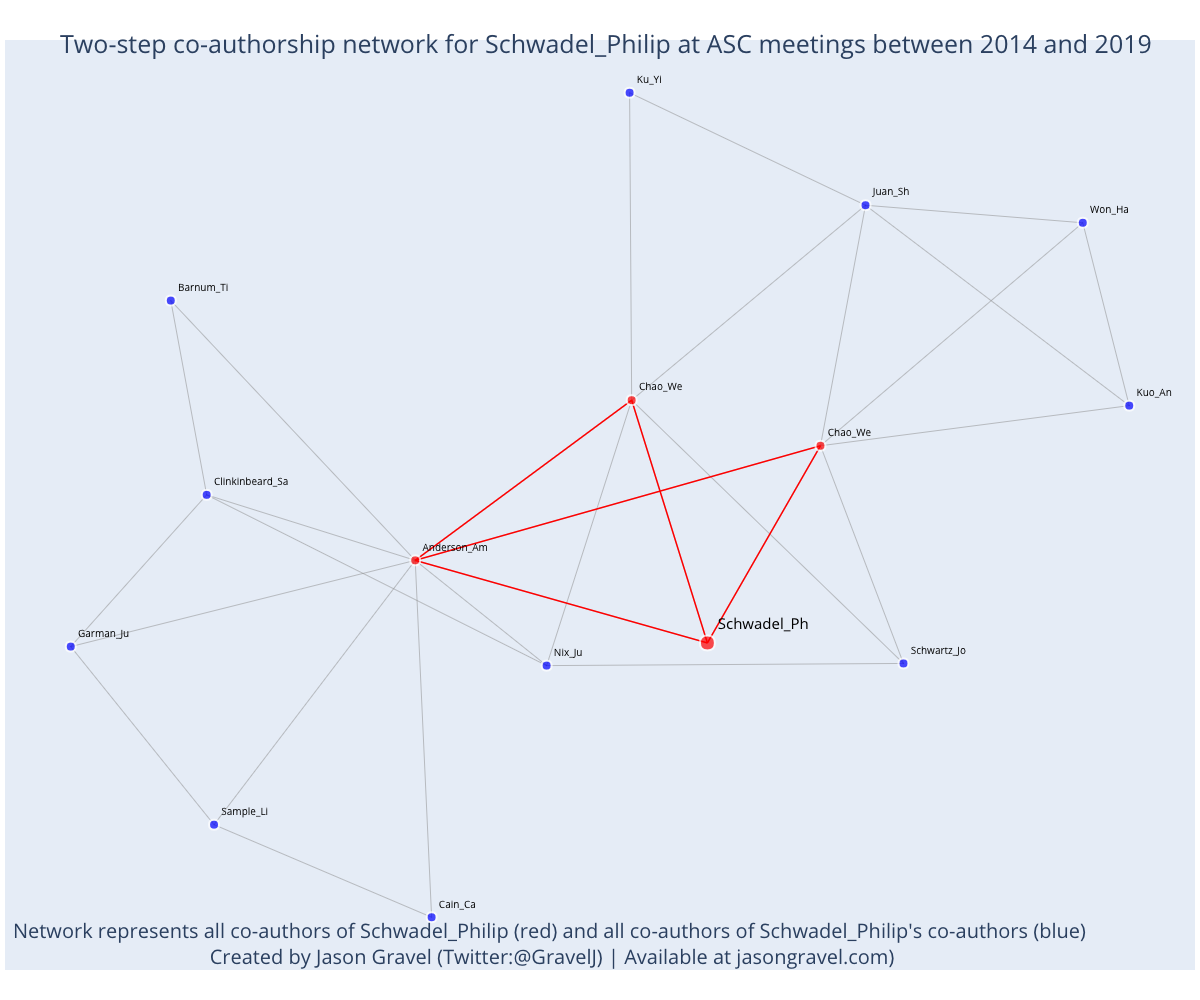 Two-step co-authorship network for Schwadel_Philip at ASC meetings between 2014 and 2019
Ku_Yi
Juan_Sh
Won_Ha
Barnum_Ti
Chao_We
Kuo_An
Chao_We
Clinkinbeard_Sa
Anderson_Am
Schwadel_Ph
Garman_Ju
Nix_Ju
Schwartz_Jo
Sample_Li
Cain_Ca
Network represents all co-authors of Schwadel_Philip (red) and all co-authors of Schwadel_Philip's co-authors (blue)
Created by Jason Gravel (Twitter:@GravelJ) | Available at jasongravel.com)